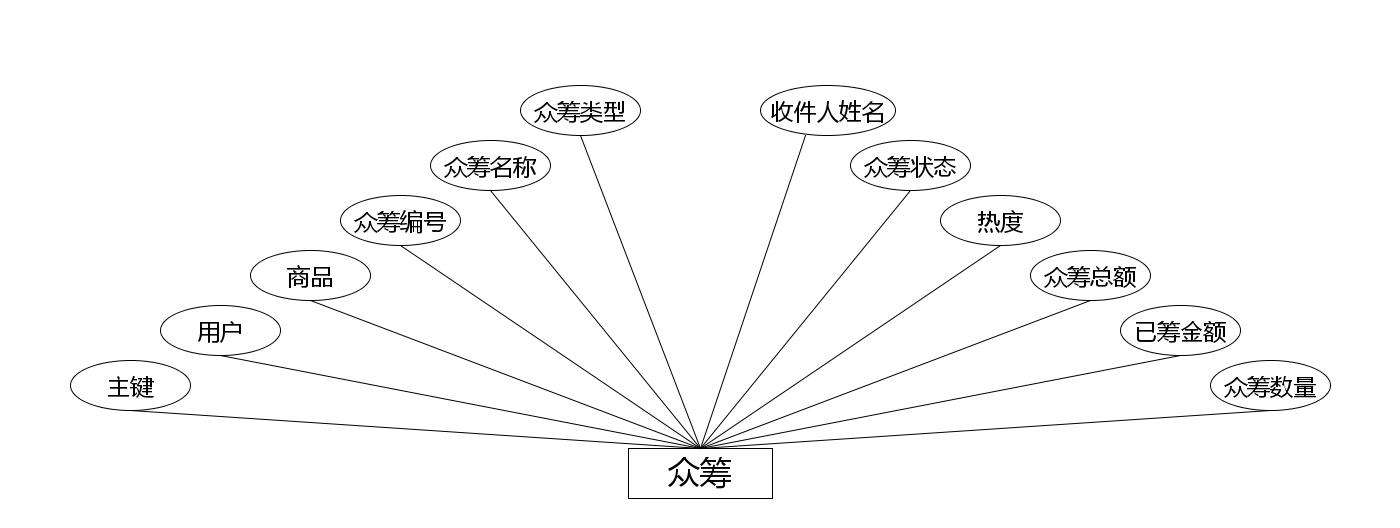 众筹类型
收件人姓名
众筹名称
众筹状态
众筹编号
热度
商品
众筹总额
用户
已筹金额
主键
众筹数量
众筹